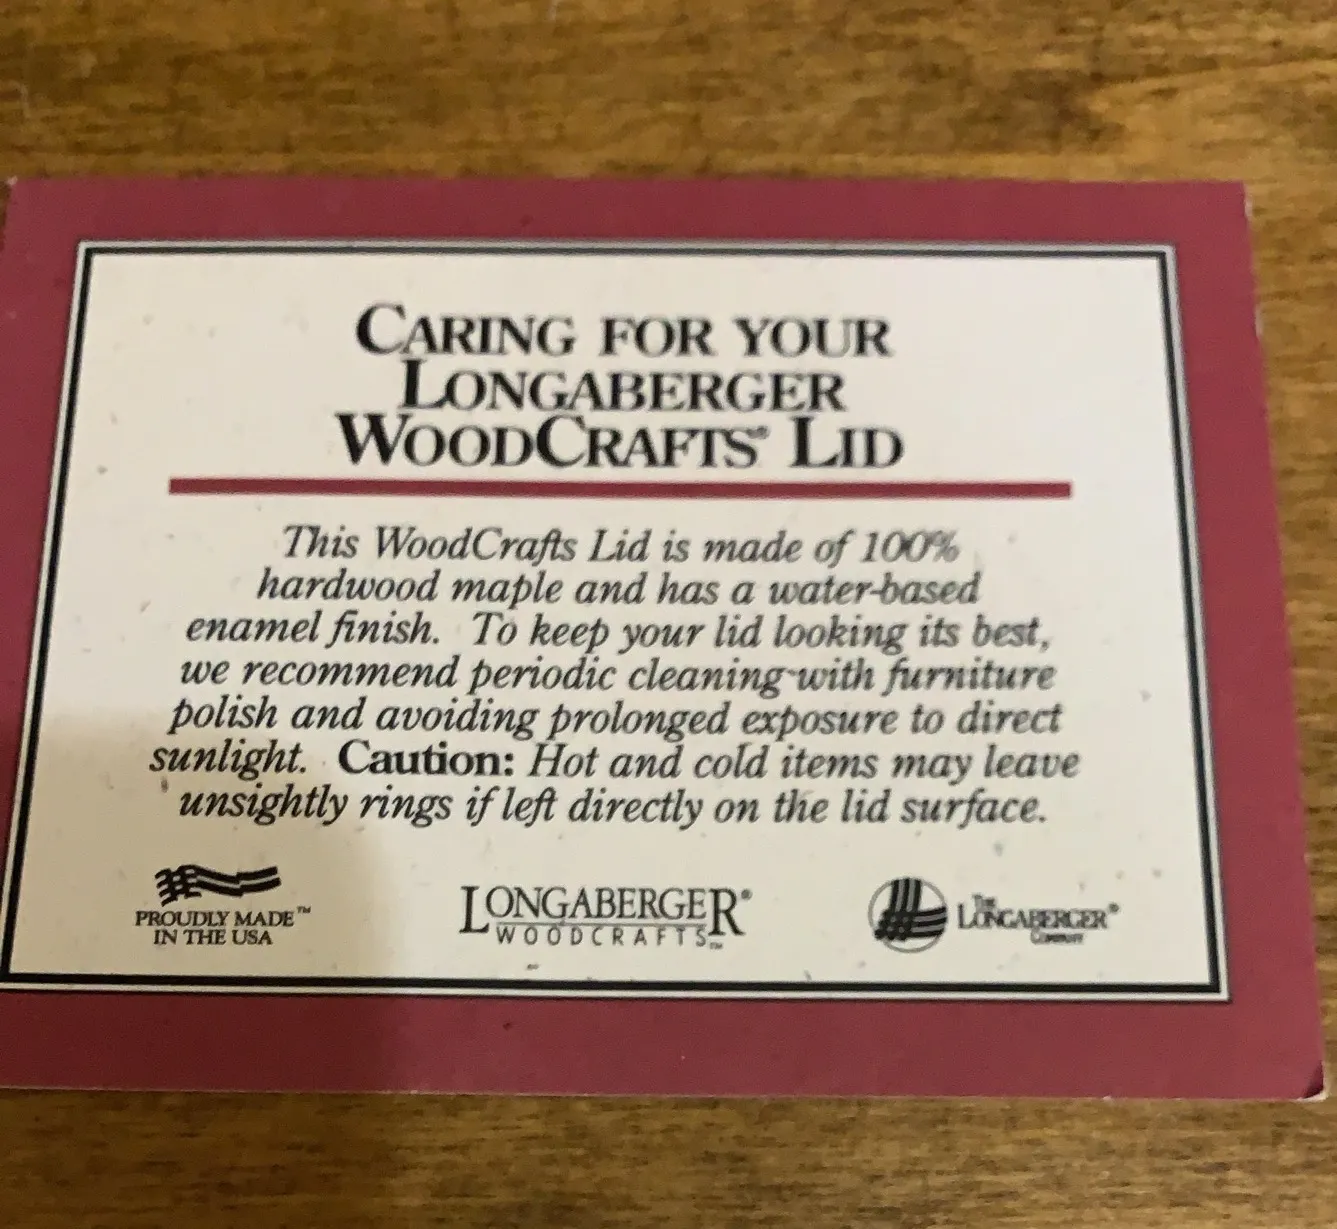 CARING FOR YOUR
LONGABERGER
WOODCRAFTS® LID
This WoodCrafts Lid is made of 100%
hardwood maple and has a water-based
enamel finish. To keep your lid looking its best,
we recommend periodic cleaning with furniture
polish and avoiding prolonged exposure to direct
sunlight. Caution: Hot and cold items may leave
unsightly rings if left directly on the lid surface.
PROUDLY MADE™
IN THE USA
LONGABERGER®
WOODCRAFTS™
THE
LONGABERGER®
COMPANY